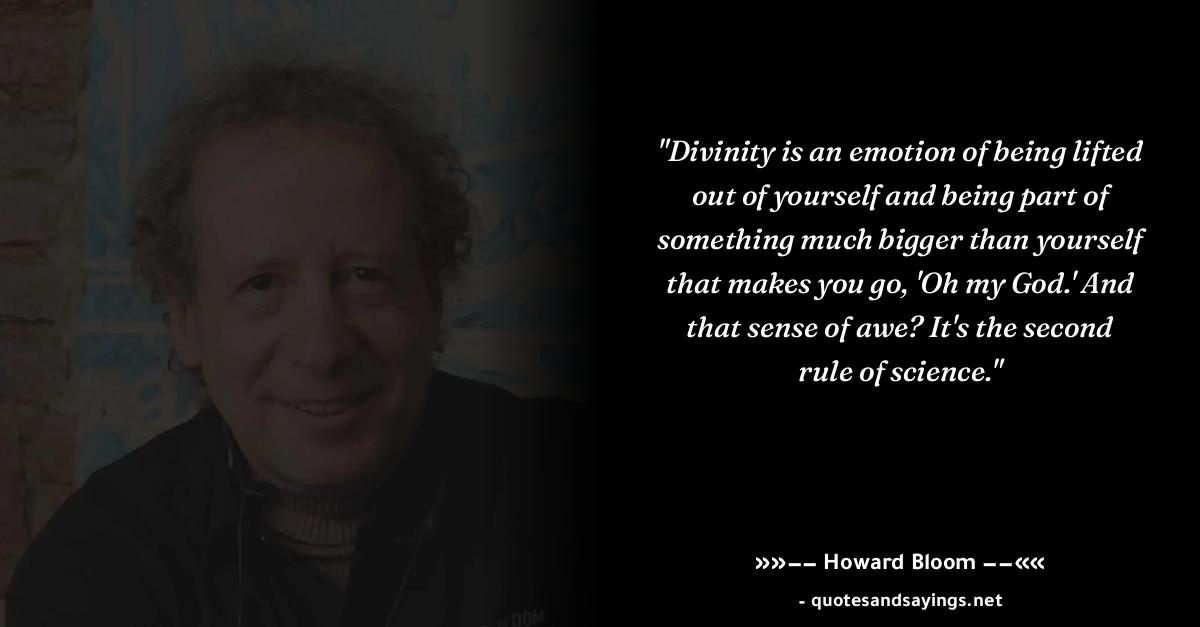 "Divinity is an emotion of being lifted
out of yourself and being part of
something much bigger than yourself
that makes you go, 'Oh my God.' And
that sense of awe? It's the second
rule of science."
»»–– Howard Bloom ––««
- quotesandsayings.net